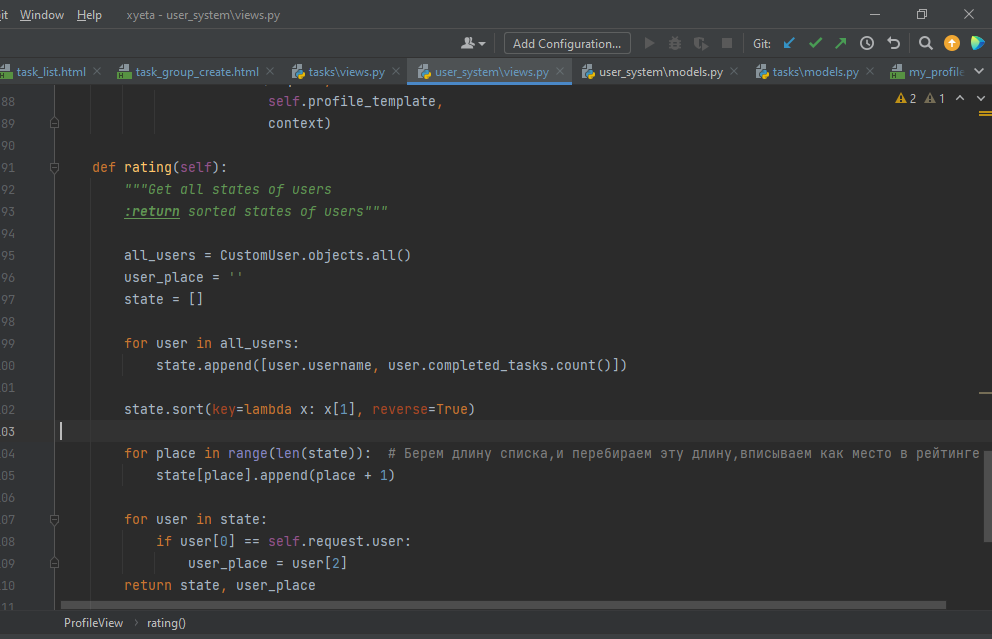 it Window Help xyeta - user_system\views.py
Add Configuration... Git:
task_list.html task_group_create.html tasks\views.py user_system\views.py user_system\models.py tasks\models.py my_profile
88 self.profile_template, 2 1
89 context)
90
91 def rating(self):
92 """Get all states of users
93 :return sorted states of users"""
94
95 all_users = CustomUser.objects.all()
96 user_place = ''
97 state = []
98
99 for user in all_users:
00 state.append([user.username, user.completed_tasks.count()])
01
02 state.sort(key=lambda x: x[1], reverse=True)
03
04 for place in range(len(state)): # Берем длину списка,и перебираем эту длину,вписываем как место в рейтинге
05 state[place].append(place + 1)
06
07 for user in state:
08 if user[0] == self.request.user:
09 user_place = user[2]
10 return state, user_place
11
ProfileView rating()